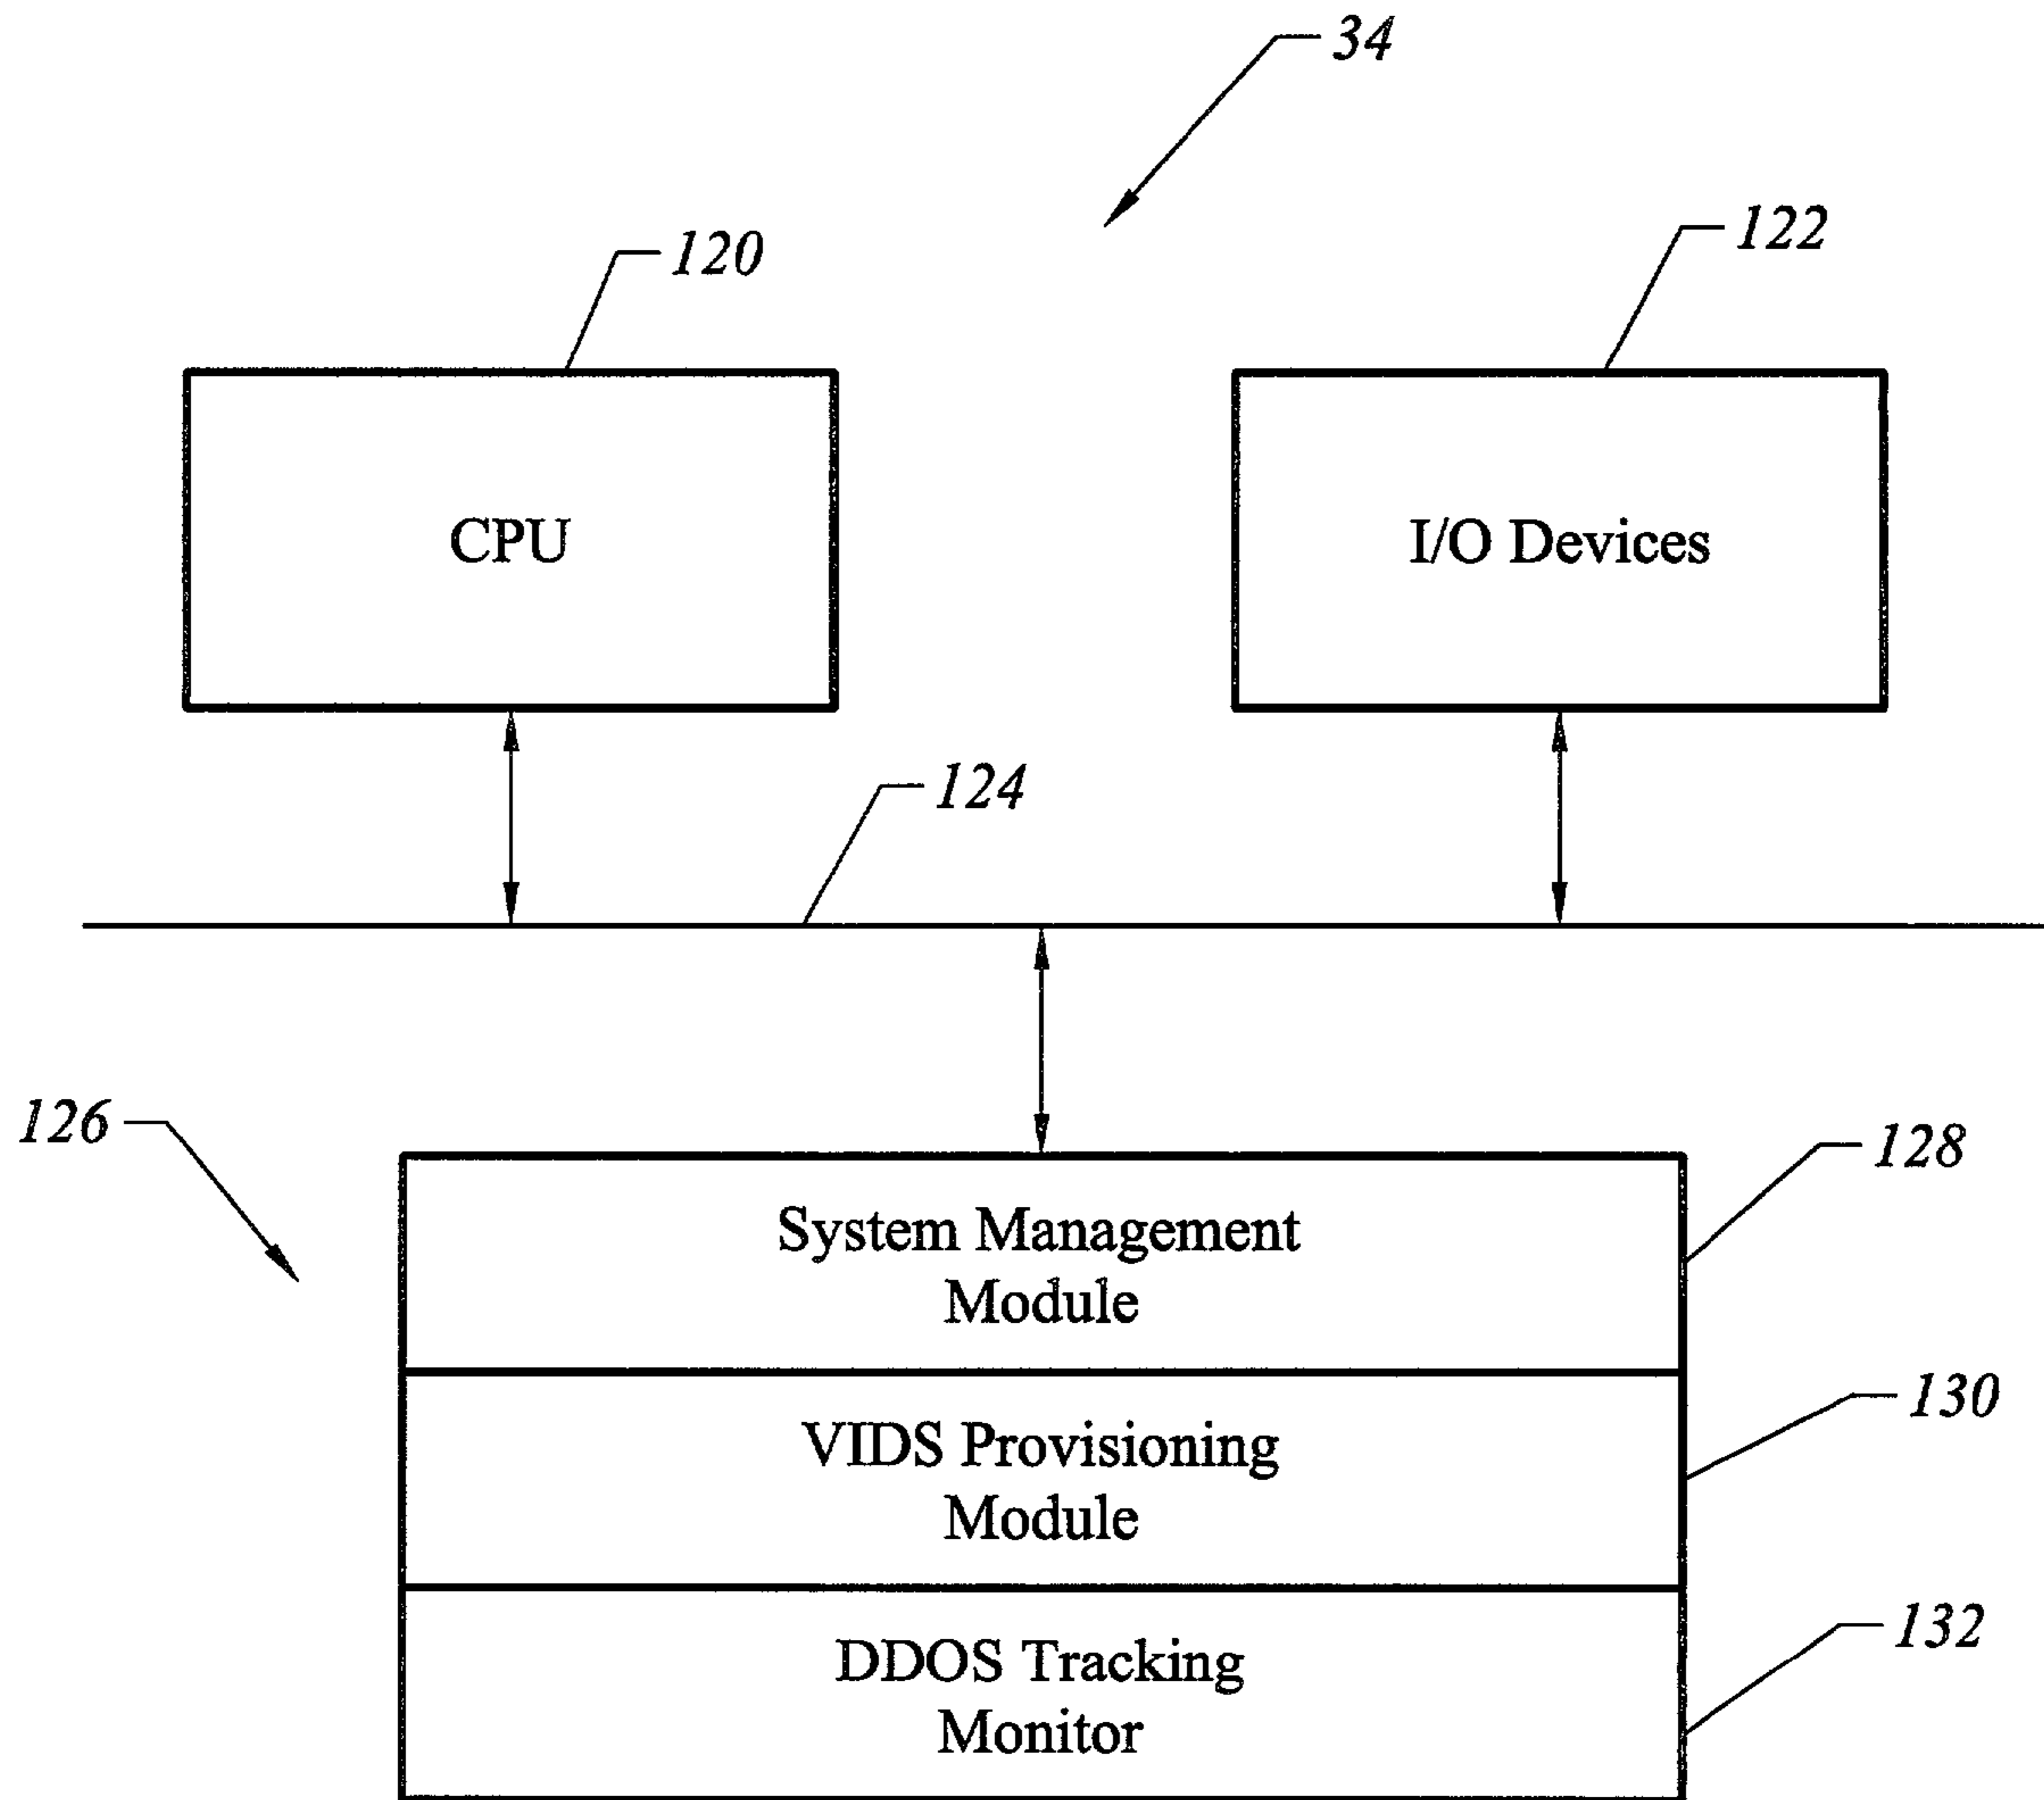 34
120
122
CPU
I/O Devices
124
126
128
System Management
Module
130
VIDS Provisioning
Module
132
DDOS Tracking
Monitor